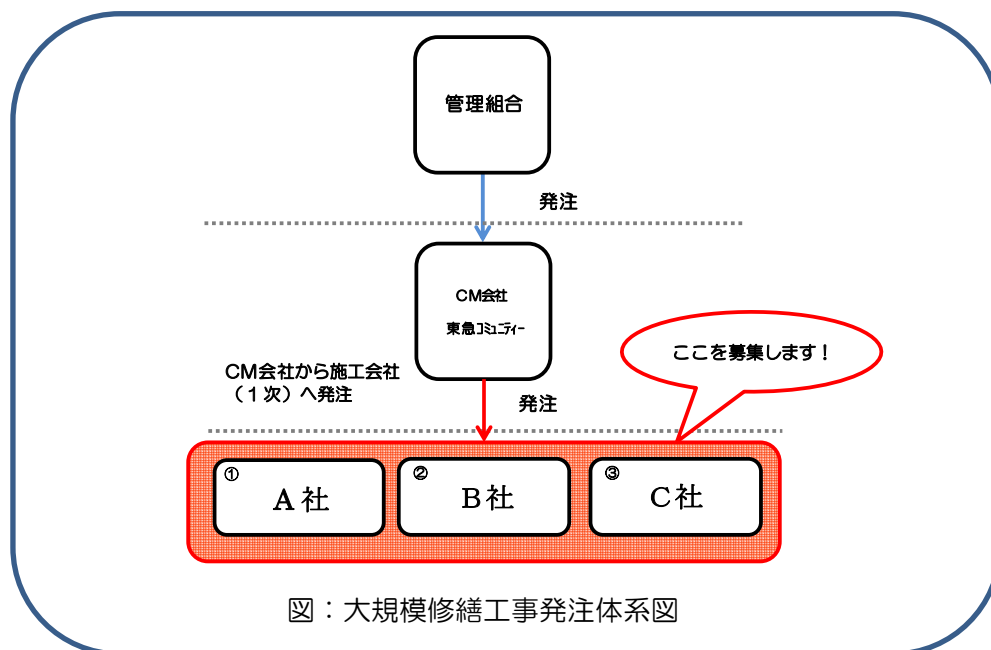 管理組合
発注
CM会社
東急ｺﾐｭﾆﾃｨｰ
ここを募集します！
CM会社から施工会社
（１次）へ発注
発注
①
A社
②
B社
③
C社
図：大規模修繕工事発注体系図